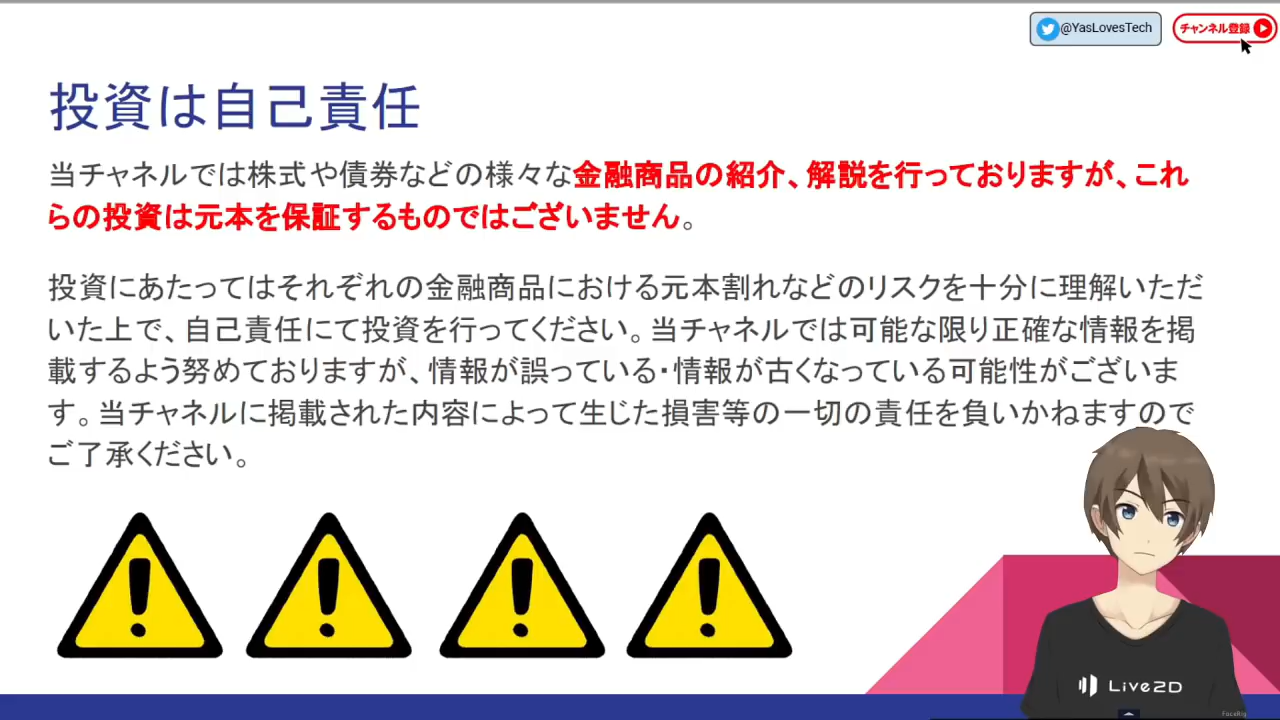 @YasLovesTech
チャンネル登録
投資は自己責任
当チャネルでは株式や債券などの様々な金融商品の紹介、解説を行っておりますが、これ
らの投資は元本を保証するものではございません。
投資にあたってはそれぞれの金融商品における元本割れなどのリスクを十分に理解いただ
いた上で、自己責任にて投資を行ってください。当チャネルでは可能な限り正確な情報を掲
載するよう努めておりますが、情報が誤っている・情報が古くなっている可能性がございま
す。当チャネルに掲載された内容によって生じた損害等の一切の責任を負いかねますので
ご了承ください。
Live2D
FaceRig